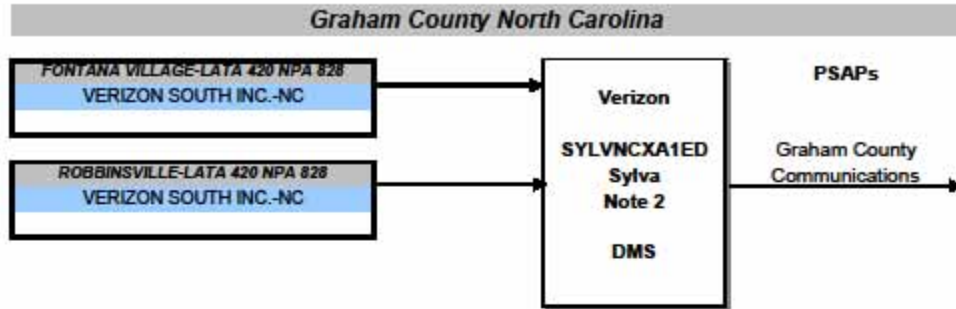 Graham County North Carolina
FONTANA VILLAGE-LATA 420 NPA 828
VERIZON SOUTH INC.-NC
ROBBINSVILLE-LATA 420 NPA 828
VERIZON SOUTH INC.-NC
Verizon
SYLVNCXA1ED
Sylva
Note 2
DMS
PSAPs
Graham County
Communications